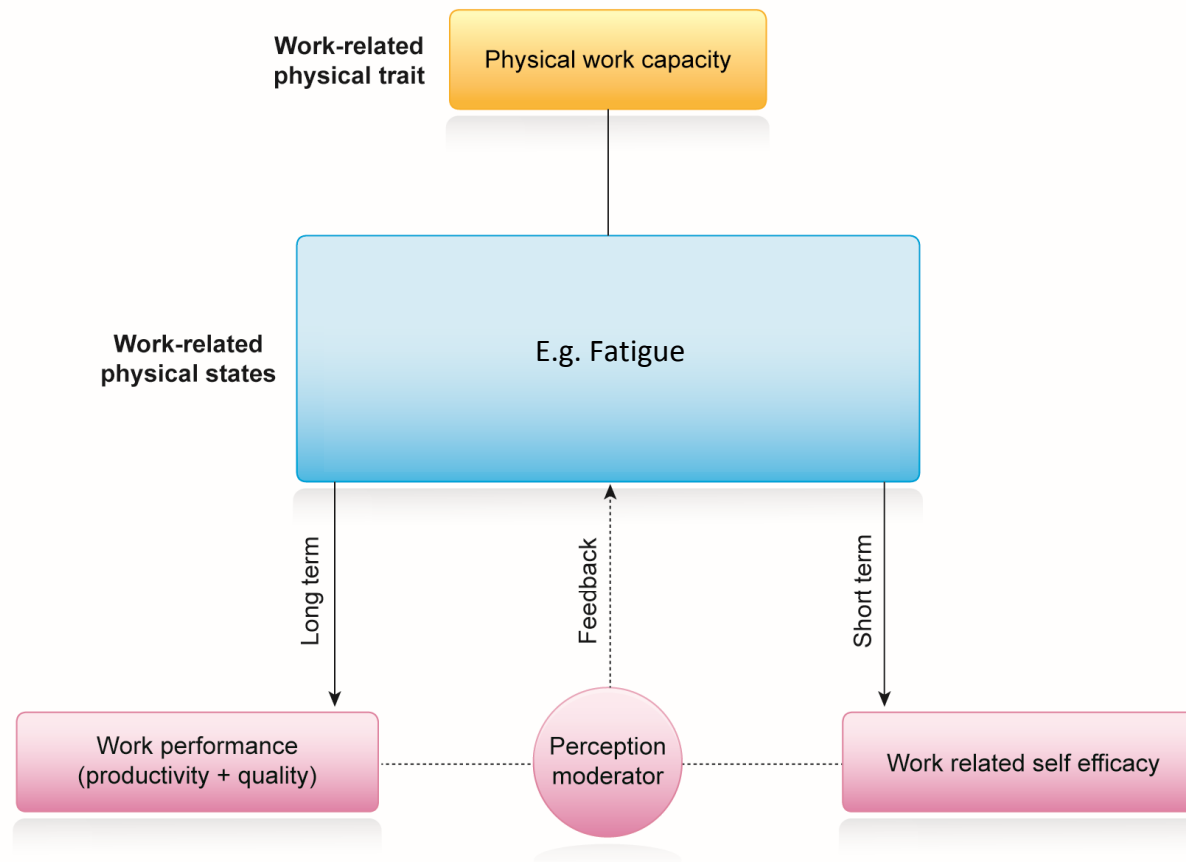 Work-related
physical trait
Physical work capacity
Work-related
physical states
E.g. Fatigue
Long term
Feedback
Short term
Work performance
(productivity + quality)
Perception
moderator
Work related self efficacy